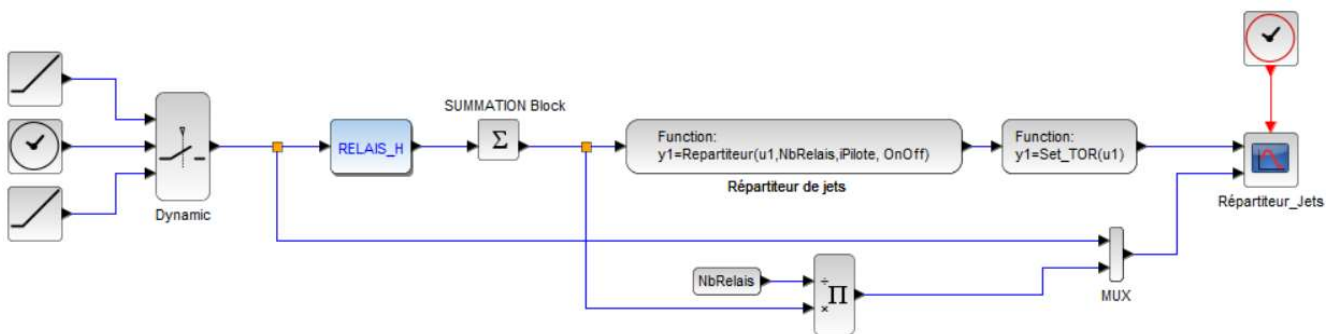 SUMMATION Block
Σ
RELAIS_H
Function:
y1=Repartiteur(u1,NbRelais,iPilote, OnOff)
Répartiteur de jets
Function:
y1=Set_TOR(u1)
Répartiteur_Jets
Dynamic
NbRelais
÷
Π
×
MUX